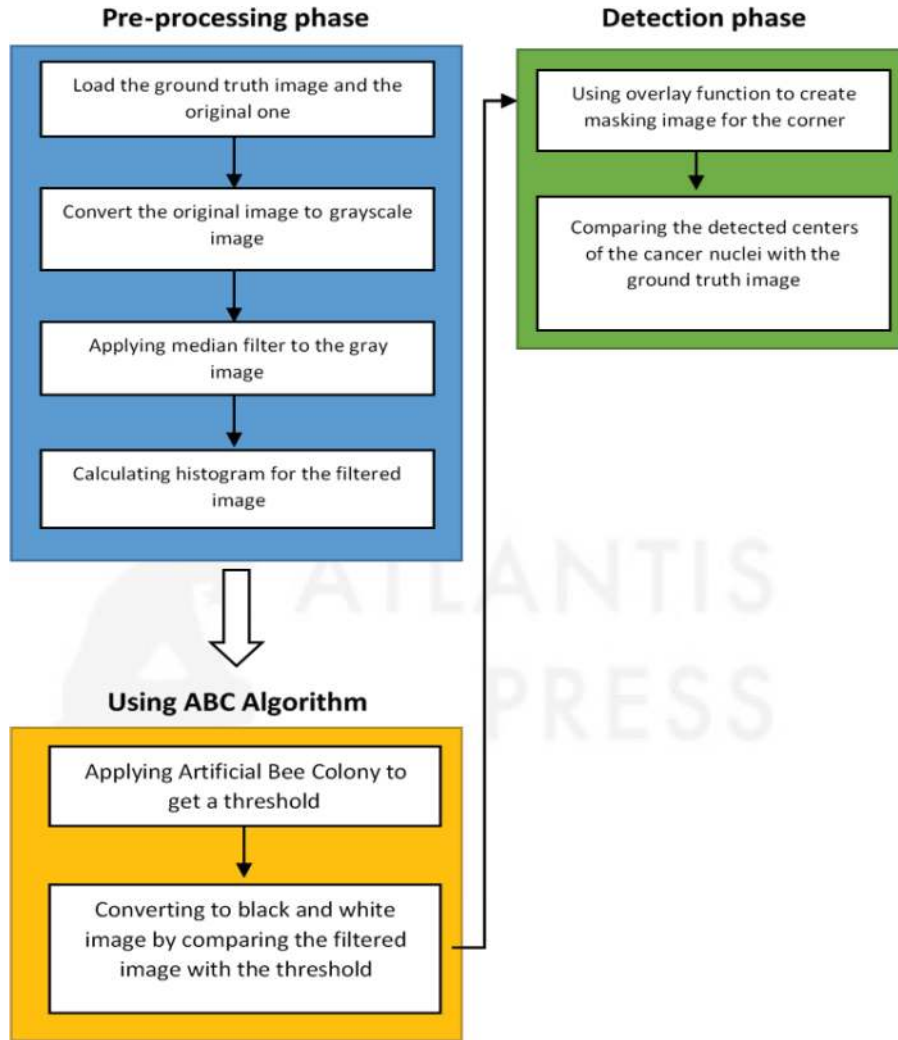 Pre-processing phase
Load the ground truth image and the
original one
Convert the original image to grayscale
image
Applying median filter to the gray
image
Calculating histogram for the filtered
image
Using ABC Algorithm
Applying Artificial Bee Colony to
get a threshold
Converting to black and white
image by comparing the filtered
image with the threshold
Detection phase
Using overlay function to create
masking image for the corner
Comparing the detected centers
of the cancer nuclei with the
ground truth image
ATLANTIS
PRESS